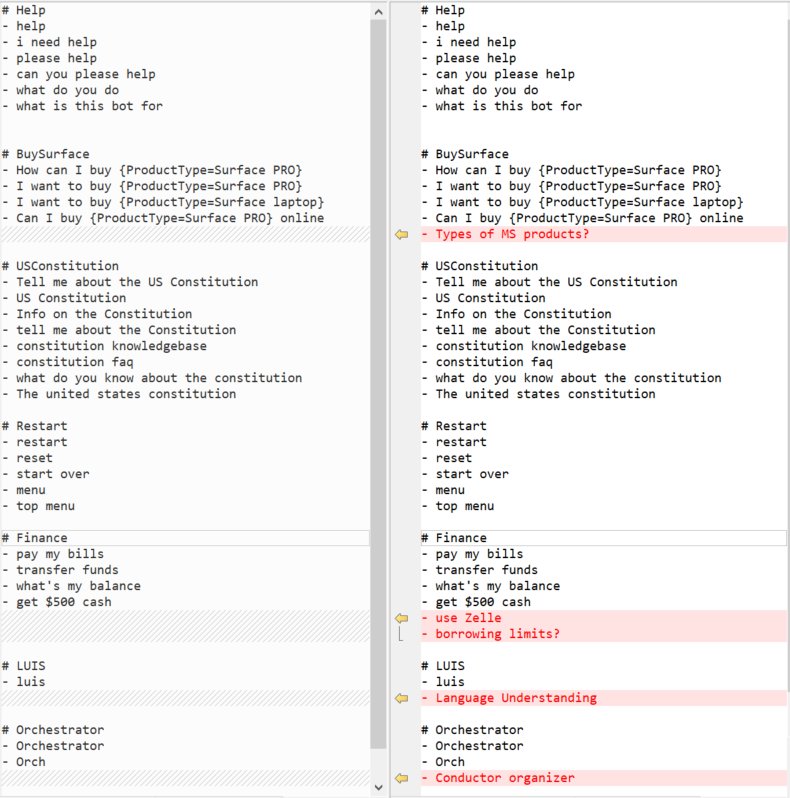 # Help
- help
- i need help
- please help
- can you please help
- what do you do
- what is this bot for
# BuySurface
- How can I buy {ProductType=Surface PRO}
- I want to buy {ProductType=Surface PRO}
- I want to buy {ProductType=Surface laptop}
- Can I buy {ProductType=Surface PRO} online
# USConstitution
- Tell me about the US Constitution
- US Constitution
- Info on the Constitution
- tell me about the Constitution
- constitution knowledgebase
- constitution faq
- what do you know about the constitution
- The united states constitution
# Restart
- restart
- reset
- start over
- menu
- top menu
# Finance
- pay my bills
- transfer funds
- what's my balance
- get $500 cash
# LUIS
- luis
# Orchestrator
- Orchestrator
- Orch
# Help
- help
- i need help
- please help
- can you please help
- what do you do
- what is this bot for
# BuySurface
- How can I buy {ProductType=Surface PRO}
- I want to buy {ProductType=Surface PRO}
- I want to buy {ProductType=Surface laptop}
- Can I buy {ProductType=Surface PRO} online
- Types of MS products?
# USConstitution
- Tell me about the US Constitution
- US Constitution
- Info on the Constitution
- tell me about the Constitution
- constitution knowledgebase
- constitution faq
- what do you know about the constitution
- The united states constitution
# Restart
- restart
- reset
- start over
- menu
- top menu
# Finance
- pay my bills
- transfer funds
- what's my balance
- get $500 cash
- use Zelle
- borrowing limits?
# LUIS
- luis
- Language Understanding
# Orchestrator
- Orchestrator
- Orch
- Conductor organizer